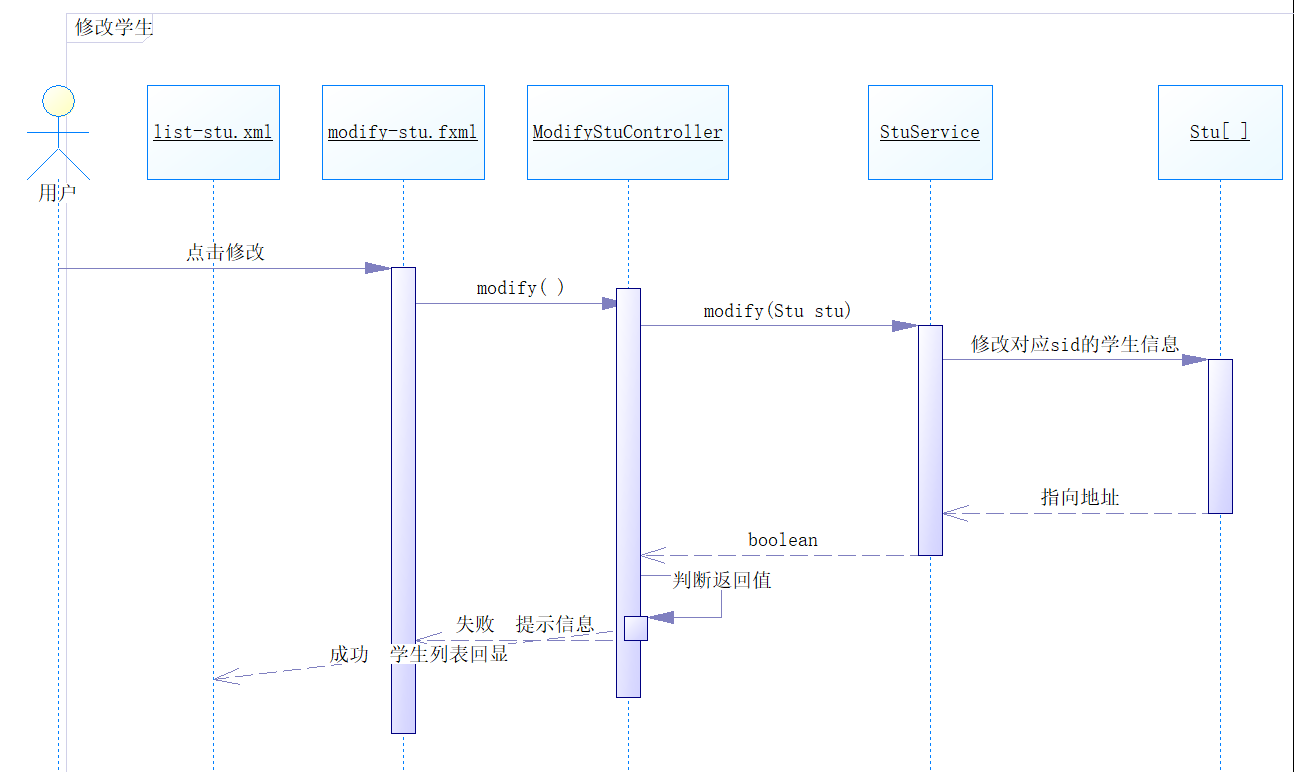 修改学生
用户
list-stu.xml
modify-stu.fxml
ModifyStuController
StuService
Stu[ ]
点击修改
modify( )
modify(Stu stu)
修改对应sid的学生信息
指向地址
boolean
判断返回值
失败 提示信息
成功 学生列表回显